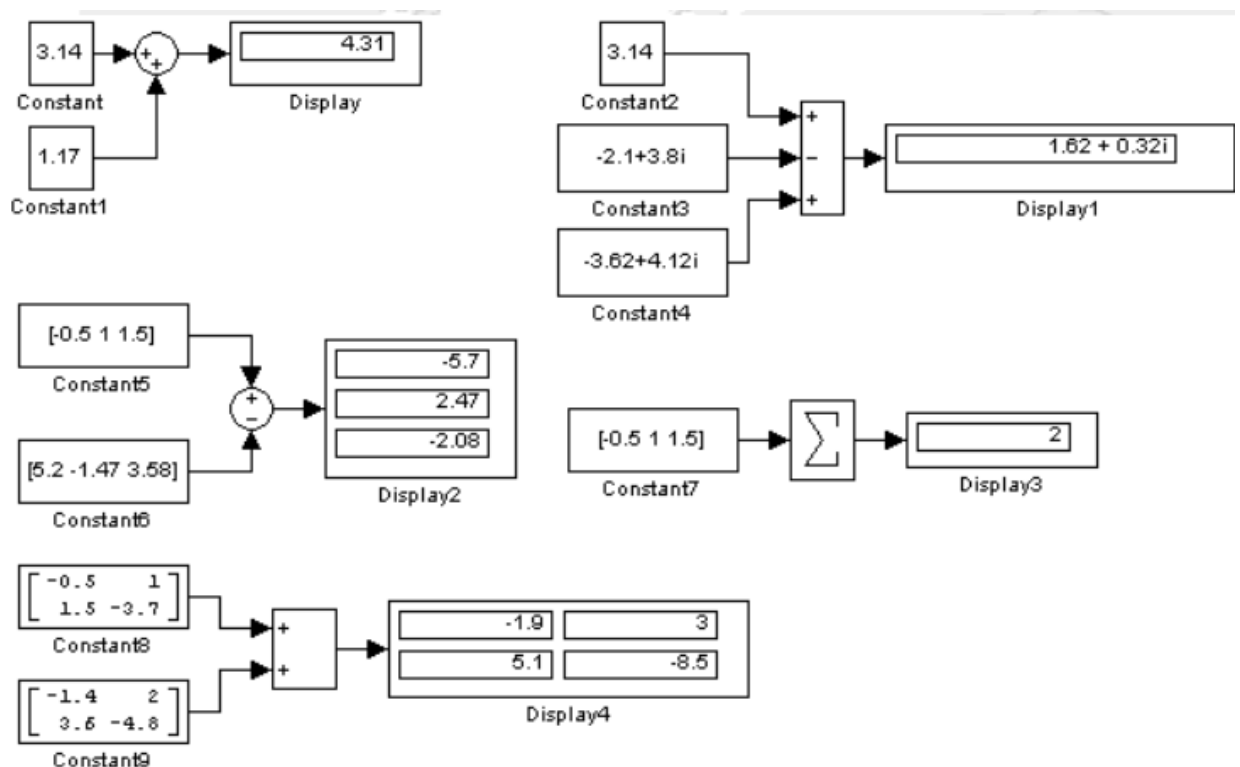 3.14
+
+
4.31
Constant
Display
1.17
Constant1
3.14
Constant2
-2.1+3.8i
Constant3
-3.62+4.12i
Constant4
+
-
+
1.62 + 0.32i
Display1
[-0.5 1 1.5]
Constant5
[5.2 -1.47 3.58]
Constant6
+
-
-5.7
2.47
-2.08
Display2
[-0.5 1 1.5]
Constant7
Σ
2
Display3
-0.5 1
1.5 -3.7
Constant8
-1.4 2
3.6 -4.8
Constant9
+
+
-1.9 3
5.1 -8.5
Display4